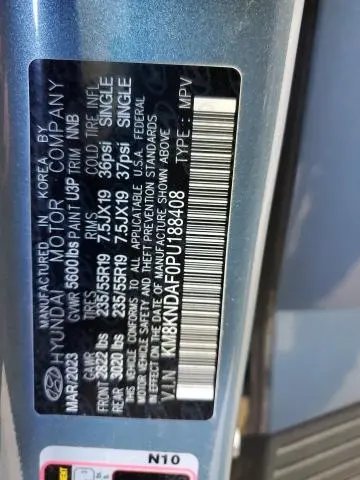 HYUNDAI MADE IN KOREA BY
HYUNDAI MOTOR COMPANY
MAR/2023 GVWR 5600lbs PAINT U3P TRIM NNB
GAWR TIRES RIMS COLD TIRE INFL
FRONT 2822 lbs 235/55R19 7.5JX19 36psi SINGLE
REAR 3020 lbs 235/55R19 7.5JX19 37psi SINGLE
THIS VEHICLE CONFORMS TO ALL APPLICABLE U.S.A. FEDERAL
MOTOR VEHICLE SAFETY AND THEFT PREVENTION STANDARDS
IN EFFECT ON THE DATE OF MANUFACTURE SHOWN ABOVE
V.I.N : KM8KNDAF0PU188408 TYPE : MPV
N10